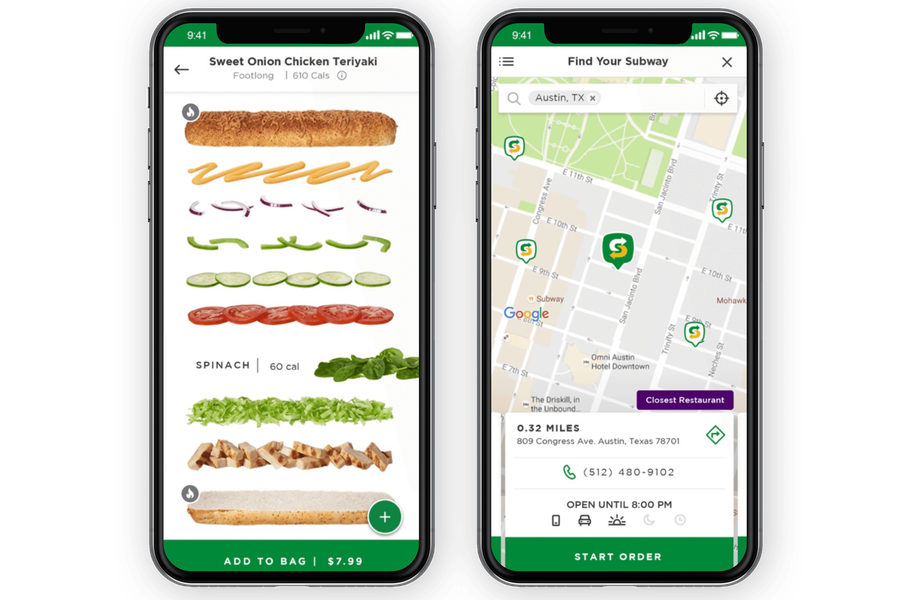 9:41
Sweet Onion Chicken Teriyaki
Footlong | 610 Cals
SPINACH | 60 cal
ADD TO BAG | $7.99
9:41
Find Your Subway
Austin, TX ×
E 11th St
Congress Ave
San Jacinto Blvd
Trinity St
E 11
E 10th St
E 9th St
E 10th St
Subway
San Jacinto Blvd
Mohawk
Google
8th St
E 9th St
Trinity St
Neches St
Omni Austin
Hotel Downtown
E 7th St
The Driskill, in
the Unbound...
Closest Restaurant
0.32 MILES
809 Congress Ave. Austin, Texas 78701
(512) 480-9102
OPEN UNTIL 8:00 PM
START ORDER